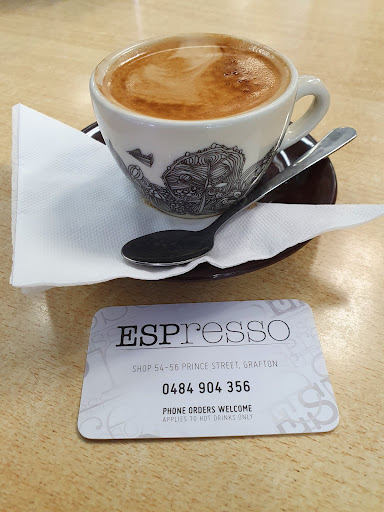 ESPresso
SHOP 54-56 PRINCE STREET, GRAFTON
0484 904 356
PHONE ORDERS WELCOME
APPLIES TO HOT DRINKS ONLY